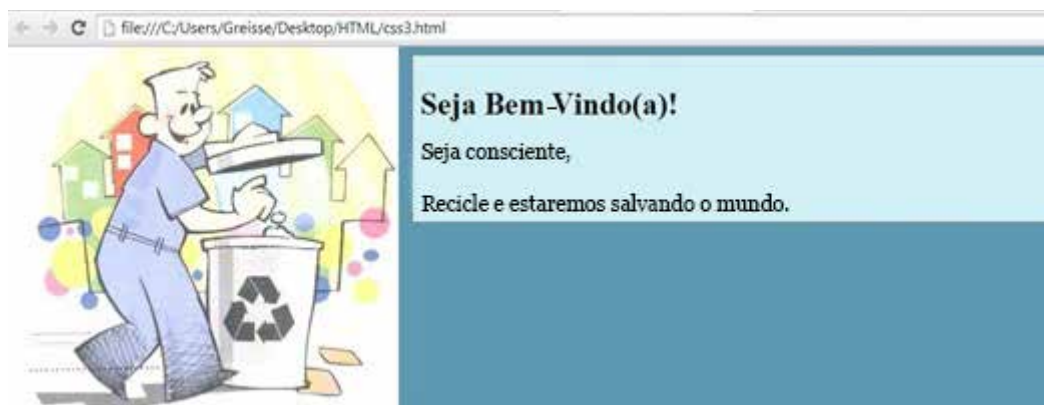 file:///C:/Users/Greisse/Desktop/HTML/css3.html
Seja Bem-Vindo(a)!
Seja consciente,
Recicle e estaremos salvando o mundo.